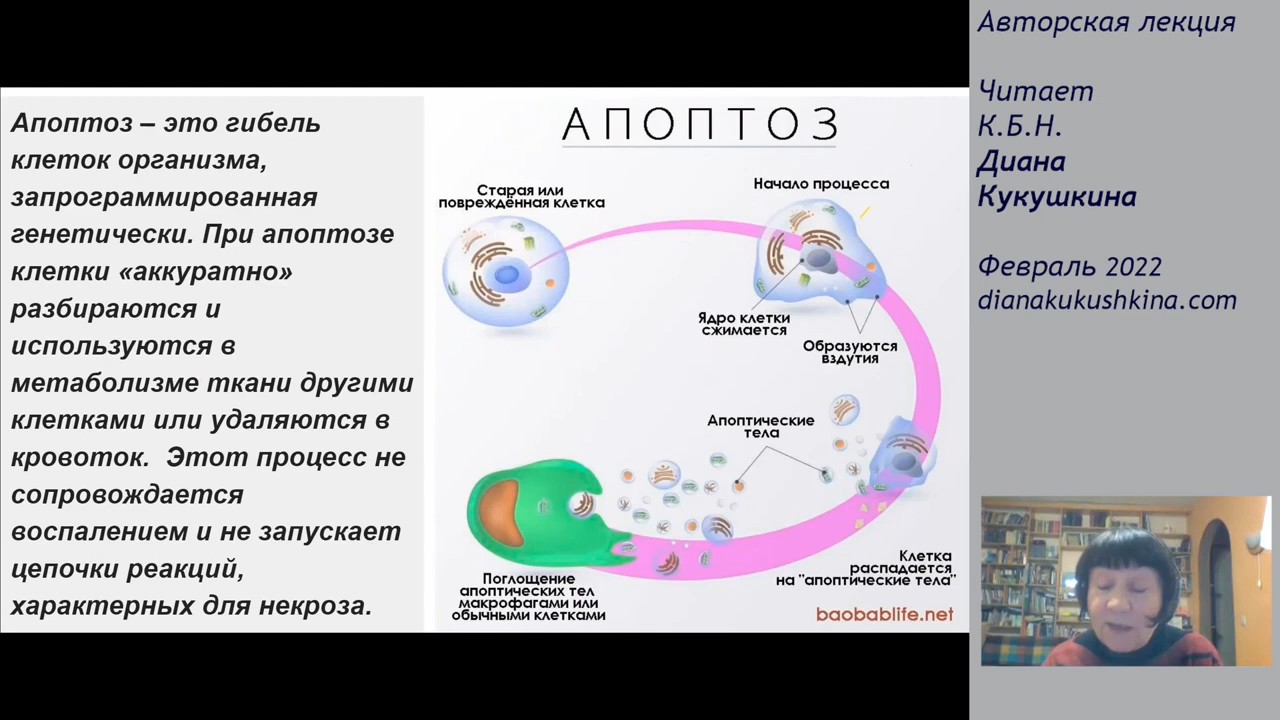 Апоптоз – это гибель
клеток организма,
запрограммированная
генетически. При апоптозе
клетки «аккуратно»
разбираются и
используются в
метаболизме ткани другими
клетками или удаляются в
кровоток. Этот процесс не
сопровождается
воспалением и не запускает
цепочки реакций,
характерных для некроза.
АПОПТОЗ
Старая или
повреждённая клетка
Начало процесса
Ядро клетки
сжимается
Образуются
вздутия
Апоптические
тела
Клетка
распадается
на "апоптические тела"
Поглощение
апоптических тел
макрофагами или
обычными клетками
baobablife.net
Авторская лекция
Читает
К.Б.Н.
Диана
Кукушкина
Февраль 2022
dianakukushkina.com